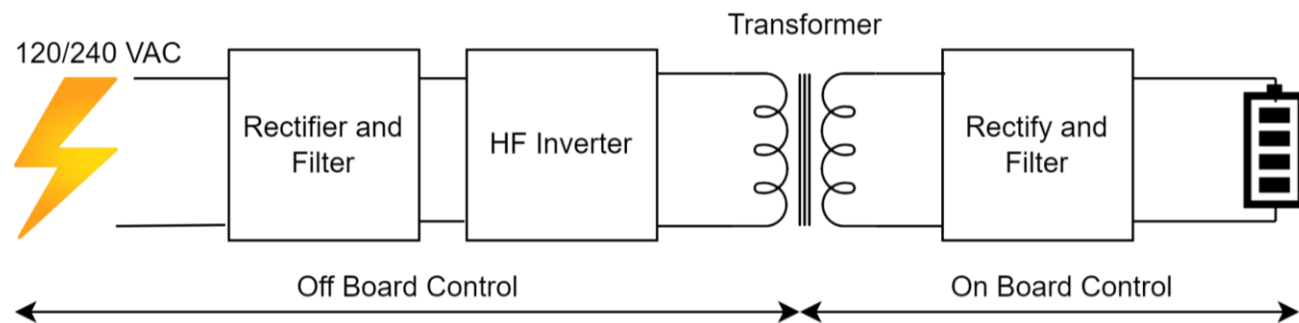 Transformer
120/240 VAC
Rectifier and
Filter
HF Inverter
Rectify and
Filter
Off Board Control
On Board Control